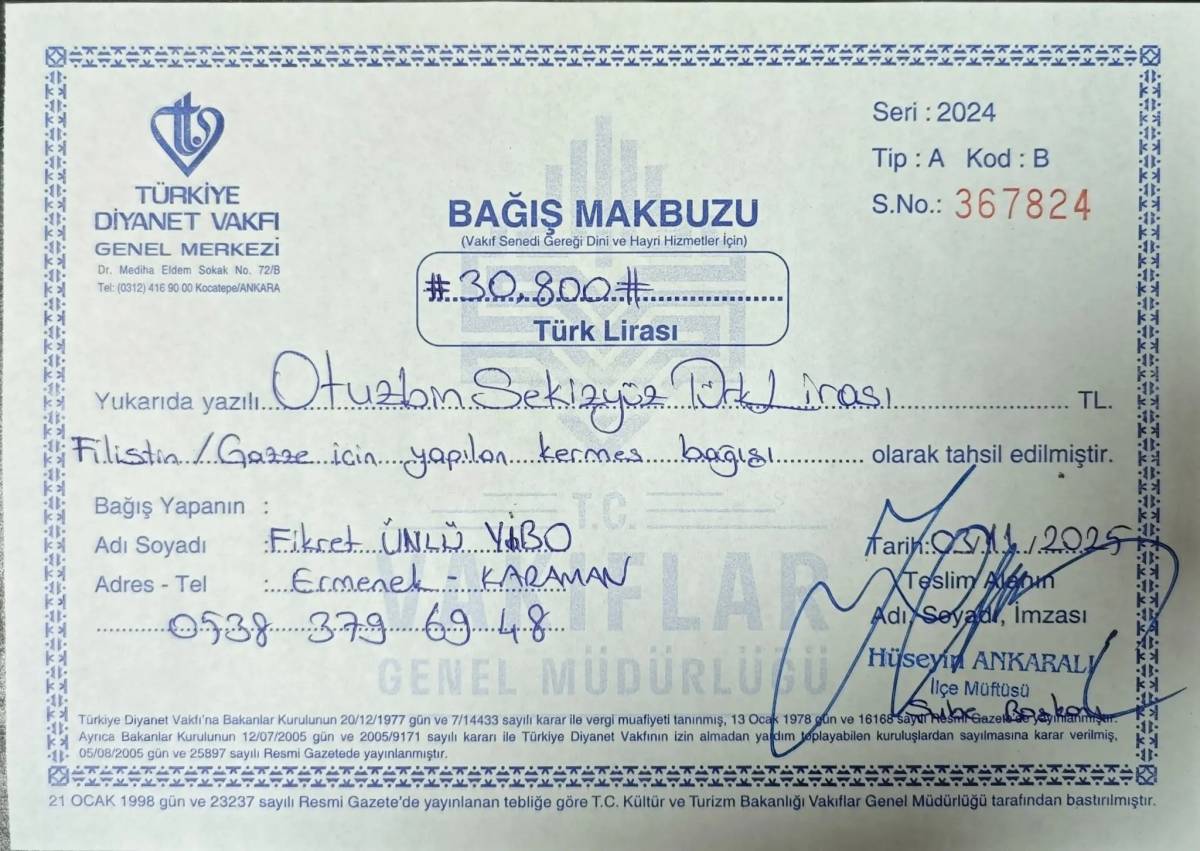 TÜRKİYE
DİYANET VAKFI
GENEL MERKEZİ
Dr. Mediha Eldem Sokak No. 72/B
Tel: (0312) 416 90 00 Kocatepe/ANKARA
Seri : 2024
Tip : A Kod : B
S.No.: 367824
BAĞIŞ MAKBUZU
(Vakıf Senedi Gereği Dini ve Hayri Hizmetler İçin)
#30.800#
Türk Lirası
Yukarıda yazılı Otuzbin Sekizyüz Türk Lirası TL.
Filistin / Gazze için yapılan kermes bağışı olarak tahsil edilmiştir.
Bağış Yapanın :
Adı Soyadı : Fikret ÜNLÜ YİBO
Adres - Tel : Ermenek - KARAMAN
0538 379 69 48
Tarih: 03/11/2025
Teslim Alanın
Adı, Soyadı, İmzası
Hüseyin ANKARALI
İlçe Müftüsü
Şube Başkanı
T.C.
VAKIFLAR
GENEL MÜDÜRLÜĞÜ
Türkiye Diyanet Vakfı'na Bakanlar Kurulunun 20/12/1977 gün ve 7/14433 sayılı karar ile vergi muafiyeti tanınmış, 13 Ocak 1978 gün ve 16168 sayılı Resmi Gazete'de yayınlanmıştır.
Ayrıca Bakanlar Kurulunun 12/07/2005 gün ve 2005/9171 sayılı kararı ile Türkiye Diyanet Vakfının izin almadan yardım toplayabilen kuruluşlardan sayılmasına karar verilmiş,
05/08/2005 gün ve 25897 sayılı Resmi Gazetede yayınlanmıştır.
21 OCAK 1998 gün ve 23237 sayılı Resmi Gazete'de yayınlanan tebliğe göre T.C. Kültür ve Turizm Bakanlığı Vakıflar Genel Müdürlüğü tarafından bastırılmıştır.